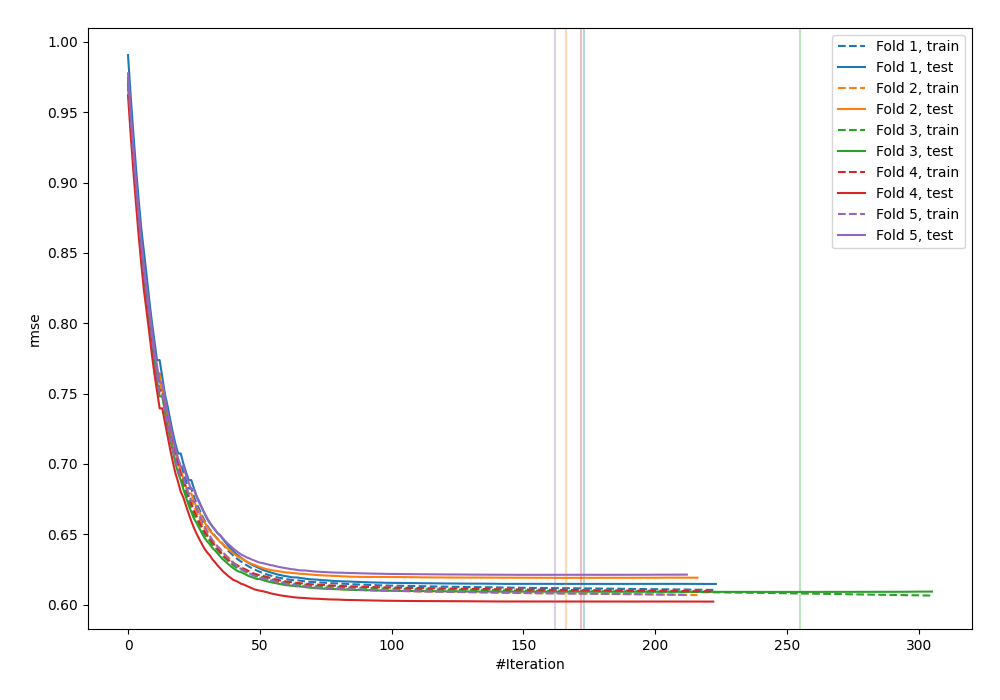 1.00
0.95
0.90
0.85
0.80
0.75
0.70
0.65
0.60
rmse
0
50
100
150
200
250
300
#Iteration
Fold 1, train
Fold 1, test
Fold 2, train
Fold 2, test
Fold 3, train
Fold 3, test
Fold 4, train
Fold 4, test
Fold 5, train
Fold 5, test